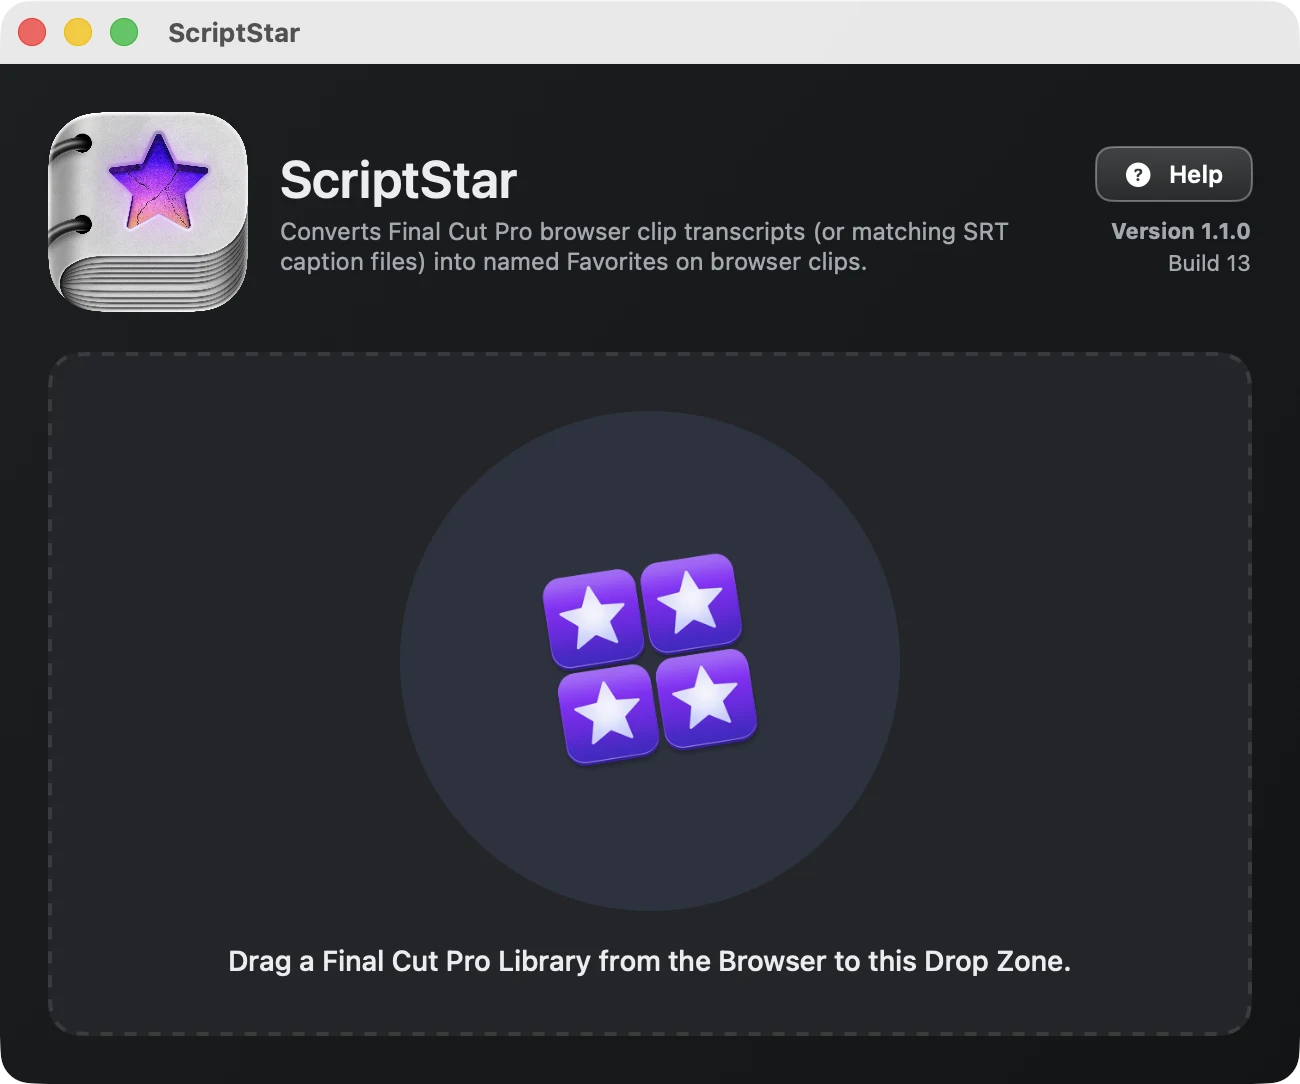 ScriptStar
ScriptStar
Converts Final Cut Pro browser clip transcripts (or matching SRT
caption files) into named Favorites on browser clips.
? Help
Version 1.1.0
Build 13
Drag a Final Cut Pro Library from the Browser to this Drop Zone.